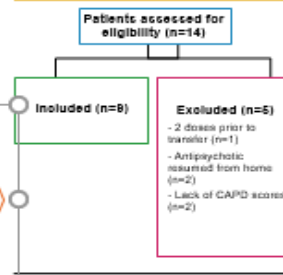 Patients assessed for
eligibility (n=14)
Included (n=9)
Excluded (n=5)
- 2 doses prior to
transfer (n=1)
- Antipsychotic
resumed from home
(n=2)
- Lack of CAPD scores
(n=2)